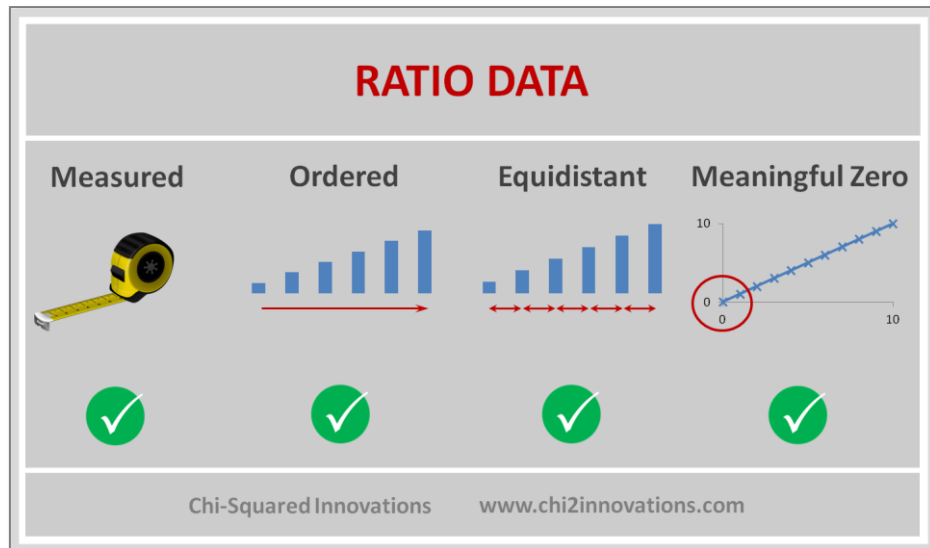 RATIO DATA
Measured
Ordered
Equidistant
Meaningful Zero
10
0
0
10
Chi-Squared Innovations www.chi2innovations.com